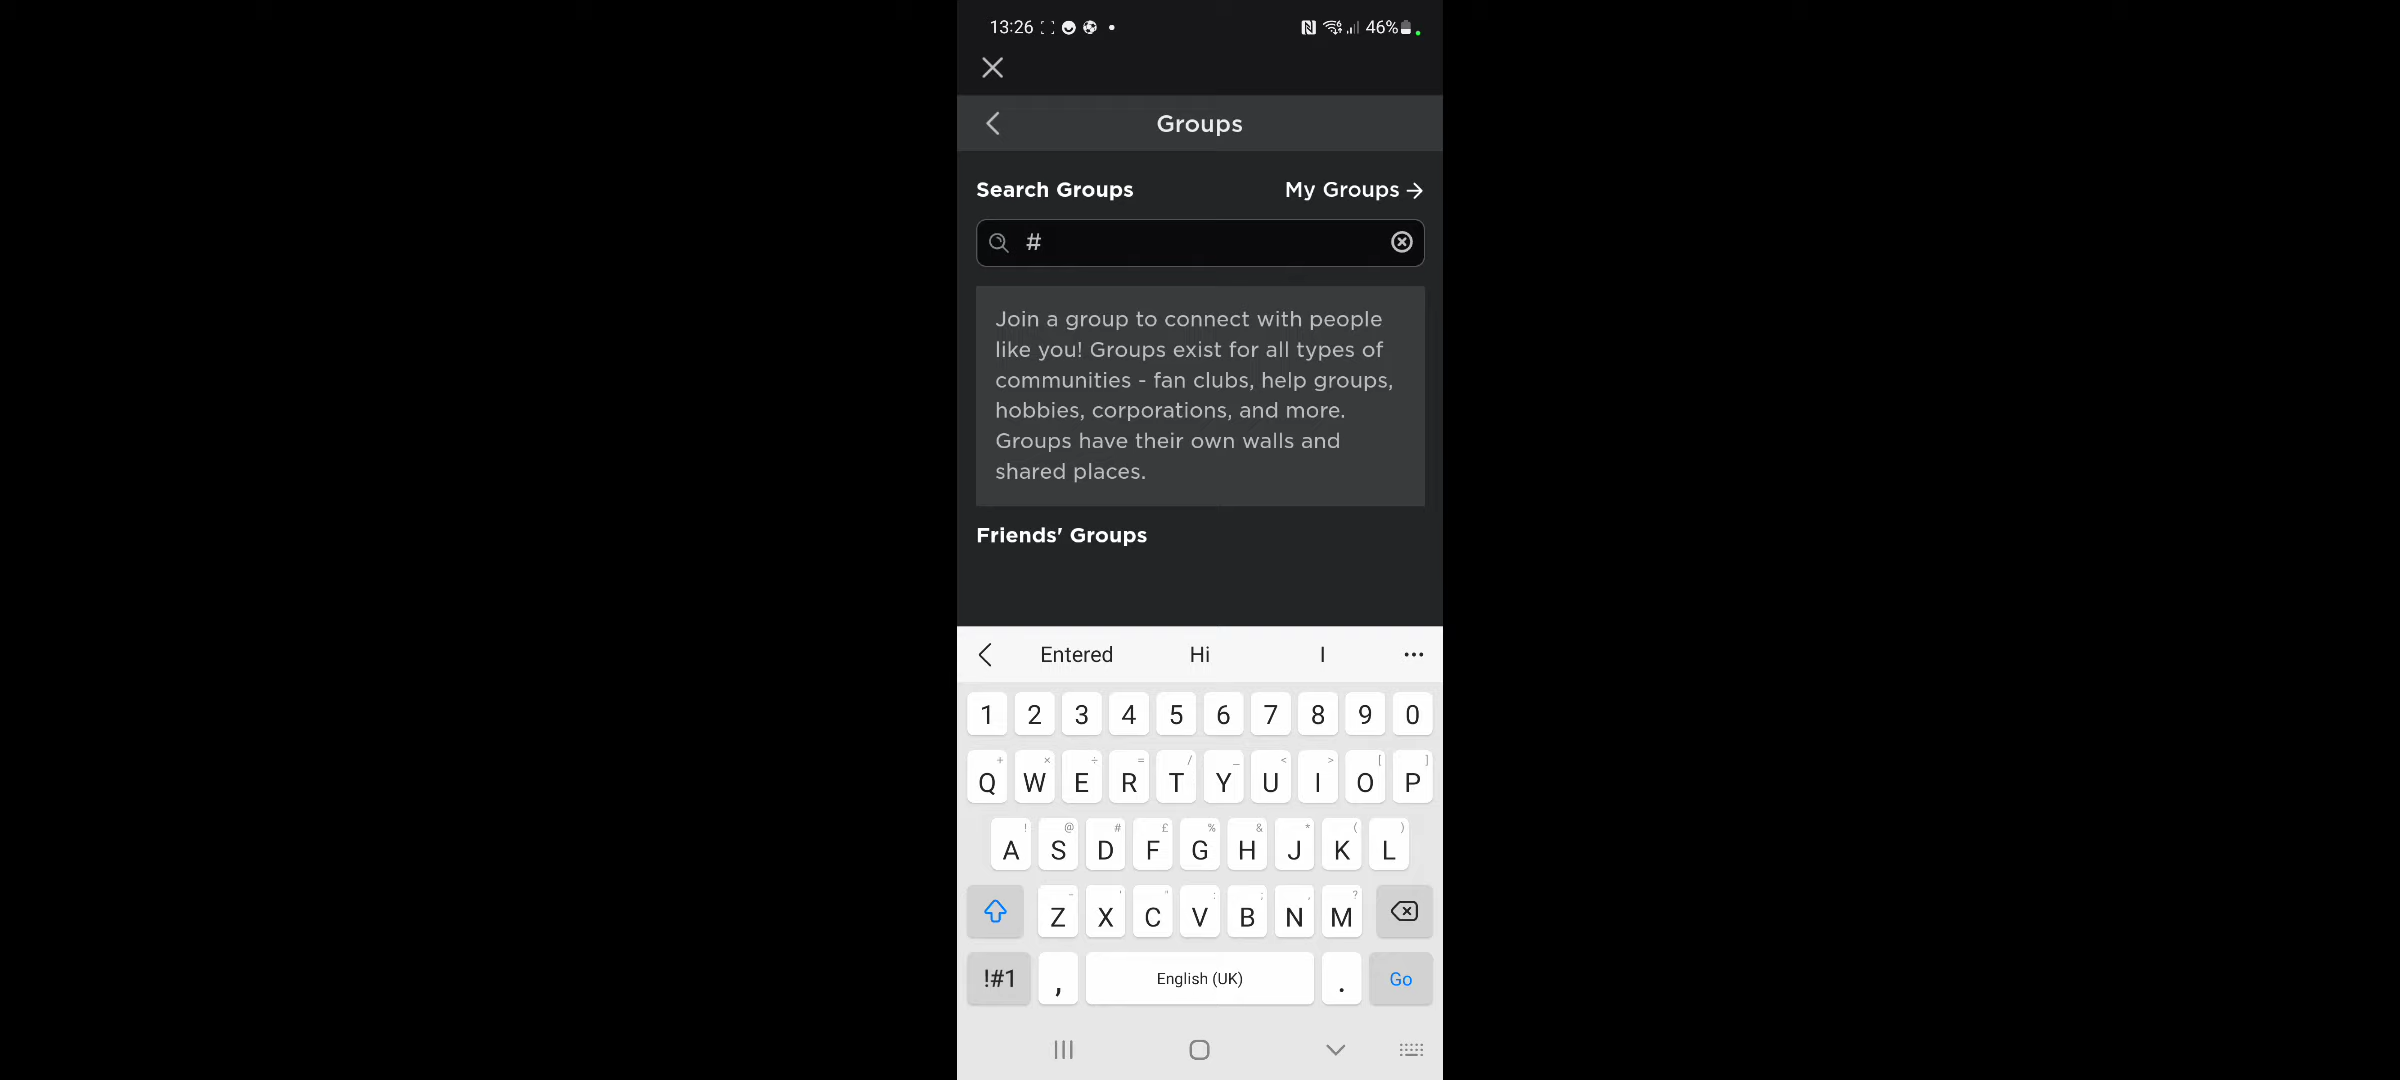 13:26 46%
Groups
Search Groups My Groups →
#
Join a group to connect with people
like you! Groups exist for all types of
communities - fan clubs, help groups,
hobbies, corporations, and more.
Groups have their own walls and
shared places.
Friends' Groups
Entered Hi I ...
1 2 3 4 5 6 7 8 9 0
+ × ÷ = / _ < > [ ]
Q W E R T Y U I O P
! @ # £ % & * ( )
A S D F G H J K L
- ' " : ; , ?
Z X C V B N M
!#1 , English (UK) . Go